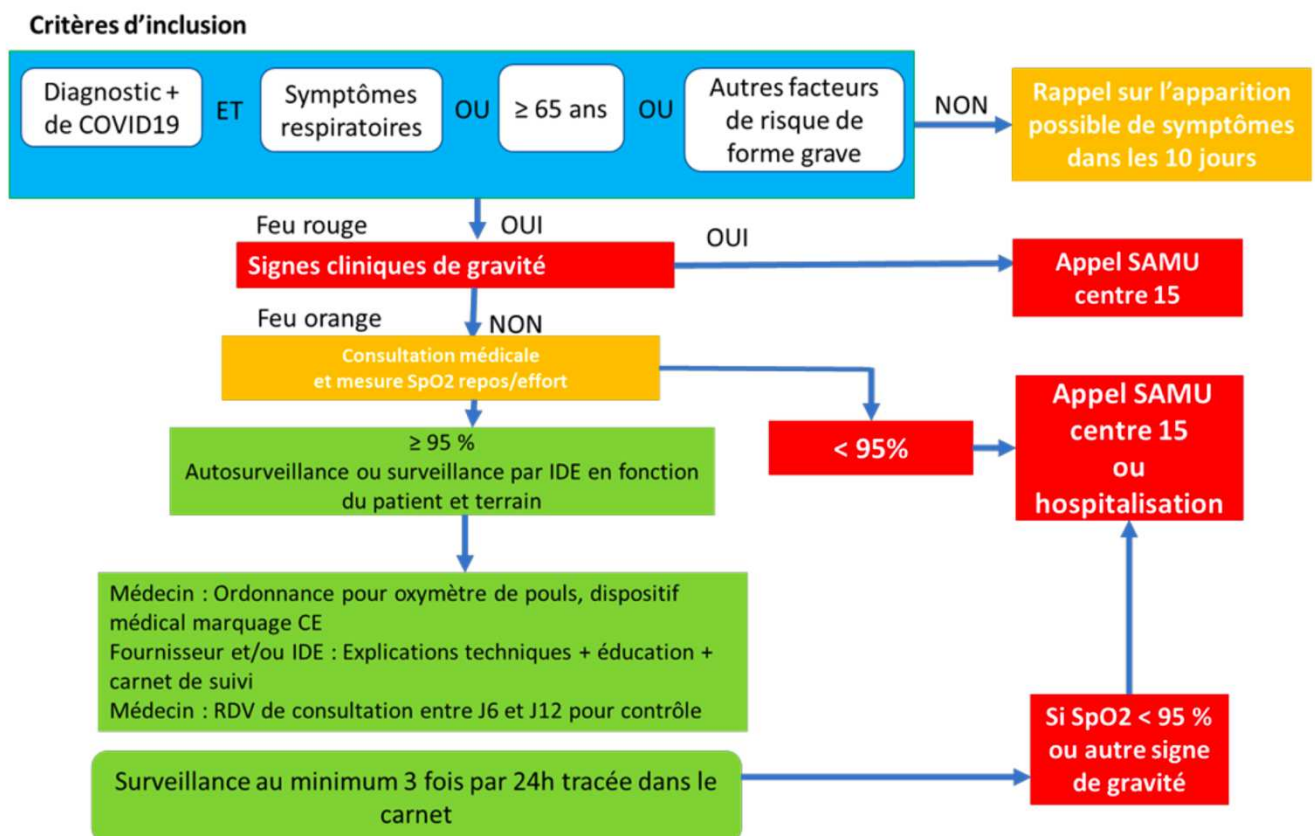 Critères d'inclusion
Diagnostic +
de COVID19
ET
Symptômes
respiratoires
OU
≥ 65 ans
OU
Autres facteurs
de risque de
forme grave
NON
Rappel sur l'apparition
possible de symptômes
dans les 10 jours
Feu rouge
OUI
Signes cliniques de gravité
OUI
Appel SAMU
centre 15
Feu orange
NON
Consultation médicale
et mesure SpO2 repos/effort
≥ 95 %
Autosurveillance ou surveillance par IDE en fonction
du patient et terrain
< 95%
Appel SAMU
centre 15
ou
hospitalisation
Médecin : Ordonnance pour oxymètre de pouls, dispositif
médical marquage CE
Fournisseur et/ou IDE : Explications techniques + éducation +
carnet de suivi
Médecin : RDV de consultation entre J6 et J12 pour contrôle
Surveillance au minimum 3 fois par 24h tracée dans le
carnet
Si SpO2 < 95 %
ou autre signe
de gravité